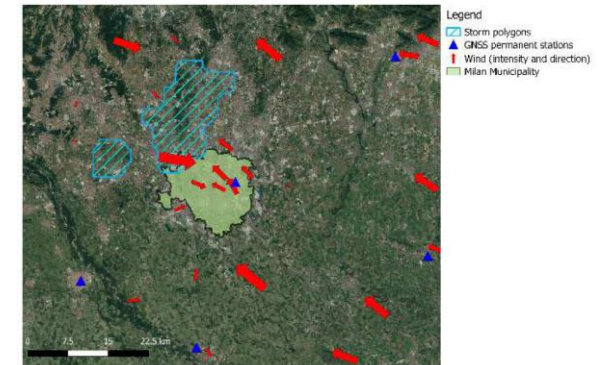 Legend
Storm polygons
GNSS permanent stations
Wind (intensity and direction)
Milan Municipality
0 7.5 15 22.5 km